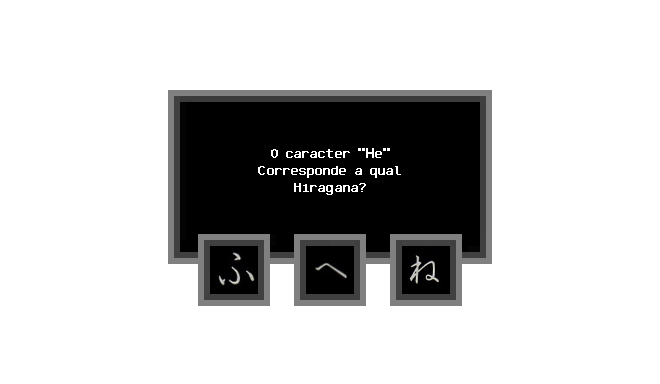 O caracter "He"
Corresponde a qual
Hiragana?
ふ へ ね